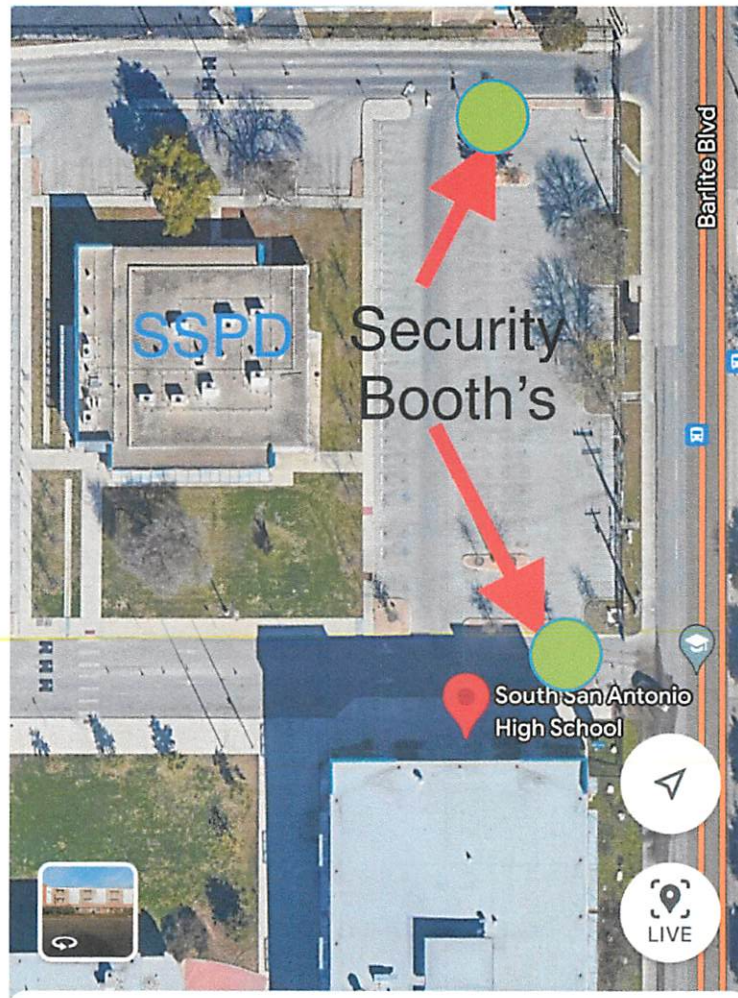 Barlite Blvd
SSPD
Security
Booth's
South San Antonio
High School
LIVE